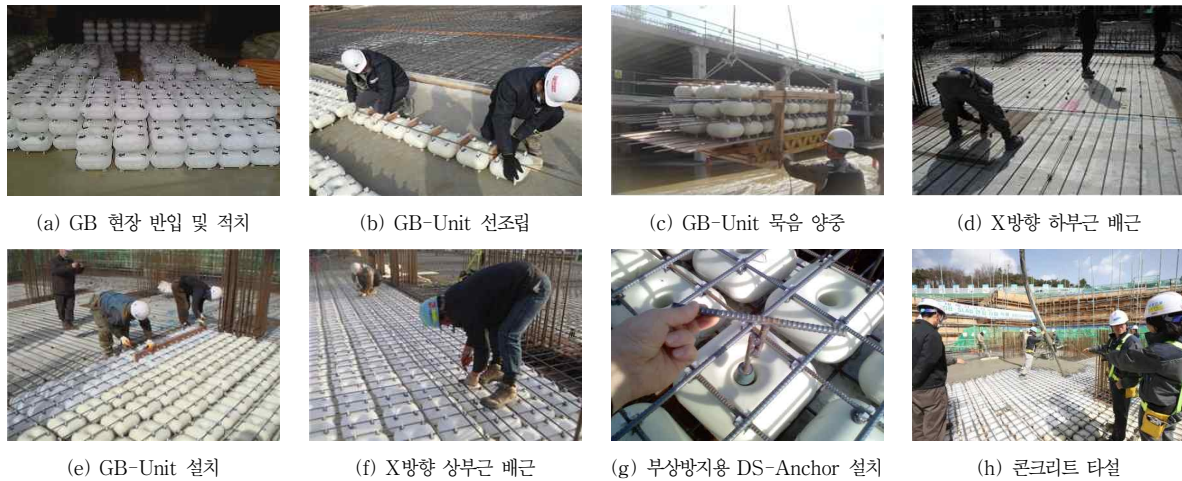 (a) GB 현장 반입 및 적치
(b) GB-Unit 선조립
(c) GB-Unit 묶음 양중
(d) X방향 하부근 배근
(e) GB-Unit 설치
(f) X방향 상부근 배근
(g) 부상방지용 DS-Anchor 설치
(h) 콘크리트 타설